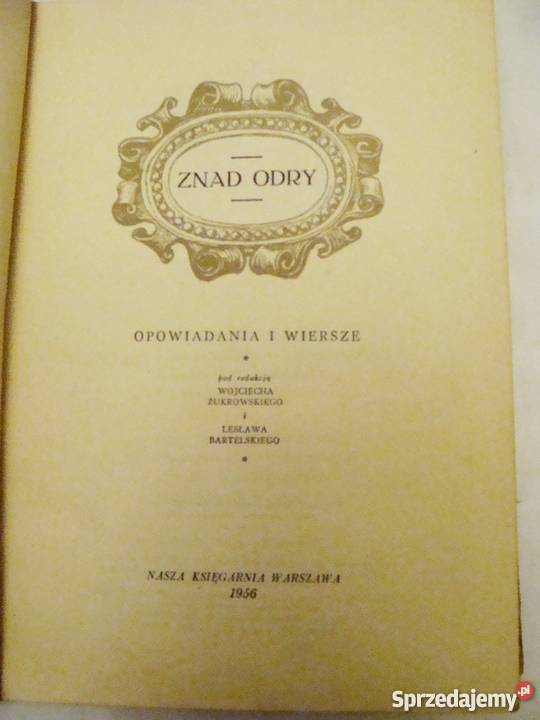 ZNAD ODRY
OPOWIADANIA I WIERSZE
pod redakcją
WOJCIECHA
ŻUKROWSKIEGO
i
LESŁAWA
BARTELSKIEGO
NASZA KSIĘGARNIA WARSZAWA
1956
Sprzedajemy.pl